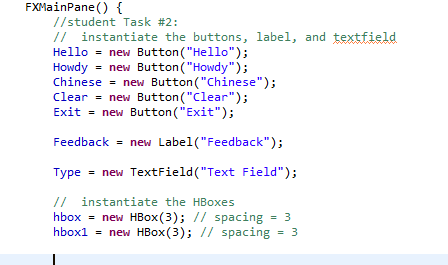 FXMainPane() {
//student Task #2:
//  instantiate the buttons, label, and textfield
Hello = new Button("Hello");
Howdy = new Button("Howdy");
Chinese = new Button("Chinese");
Clear = new Button("Clear");
Exit = new Button("Exit");
Feedback = new Label("Feedback");
Type = new TextField("Text Field");
//  instantiate the HBoxes
hbox = new HBox(3); // spacing = 3
hbox1 = new HBox(3); // spacing = 3